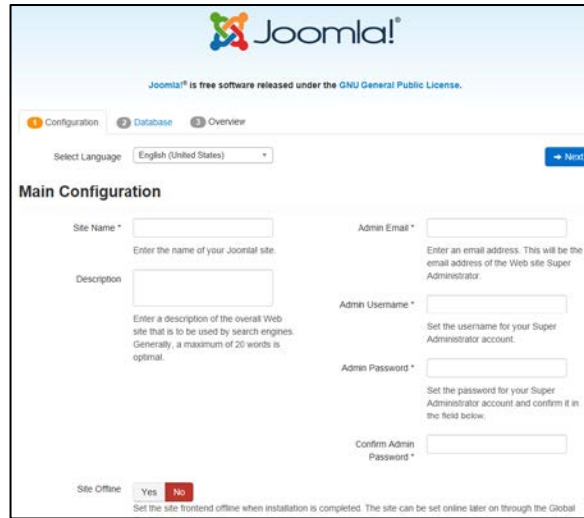 Joomla!®
Joomla!® is free software released under the GNU General Public License.
1 Configuration 2 Database 3 Overview
Select Language English (United States) Next
Main Configuration
Site Name *
Enter the name of your Joomla! site.
Description
Enter a description of the overall Web
site that is to be used by search engines.
Generally, a maximum of 20 words is
optimal.
Admin Email *
Enter an email address. This will be the
email address of the Web site Super
Administrator.
Admin Username *
Set the username for your Super
Administrator account.
Admin Password *
Set the password for your Super
Administrator account and confirm it in
the field below.
Confirm Admin
Password *
Site Offline Yes No
Set the site frontend offline when installation is completed. The site can be set online later on through the Global